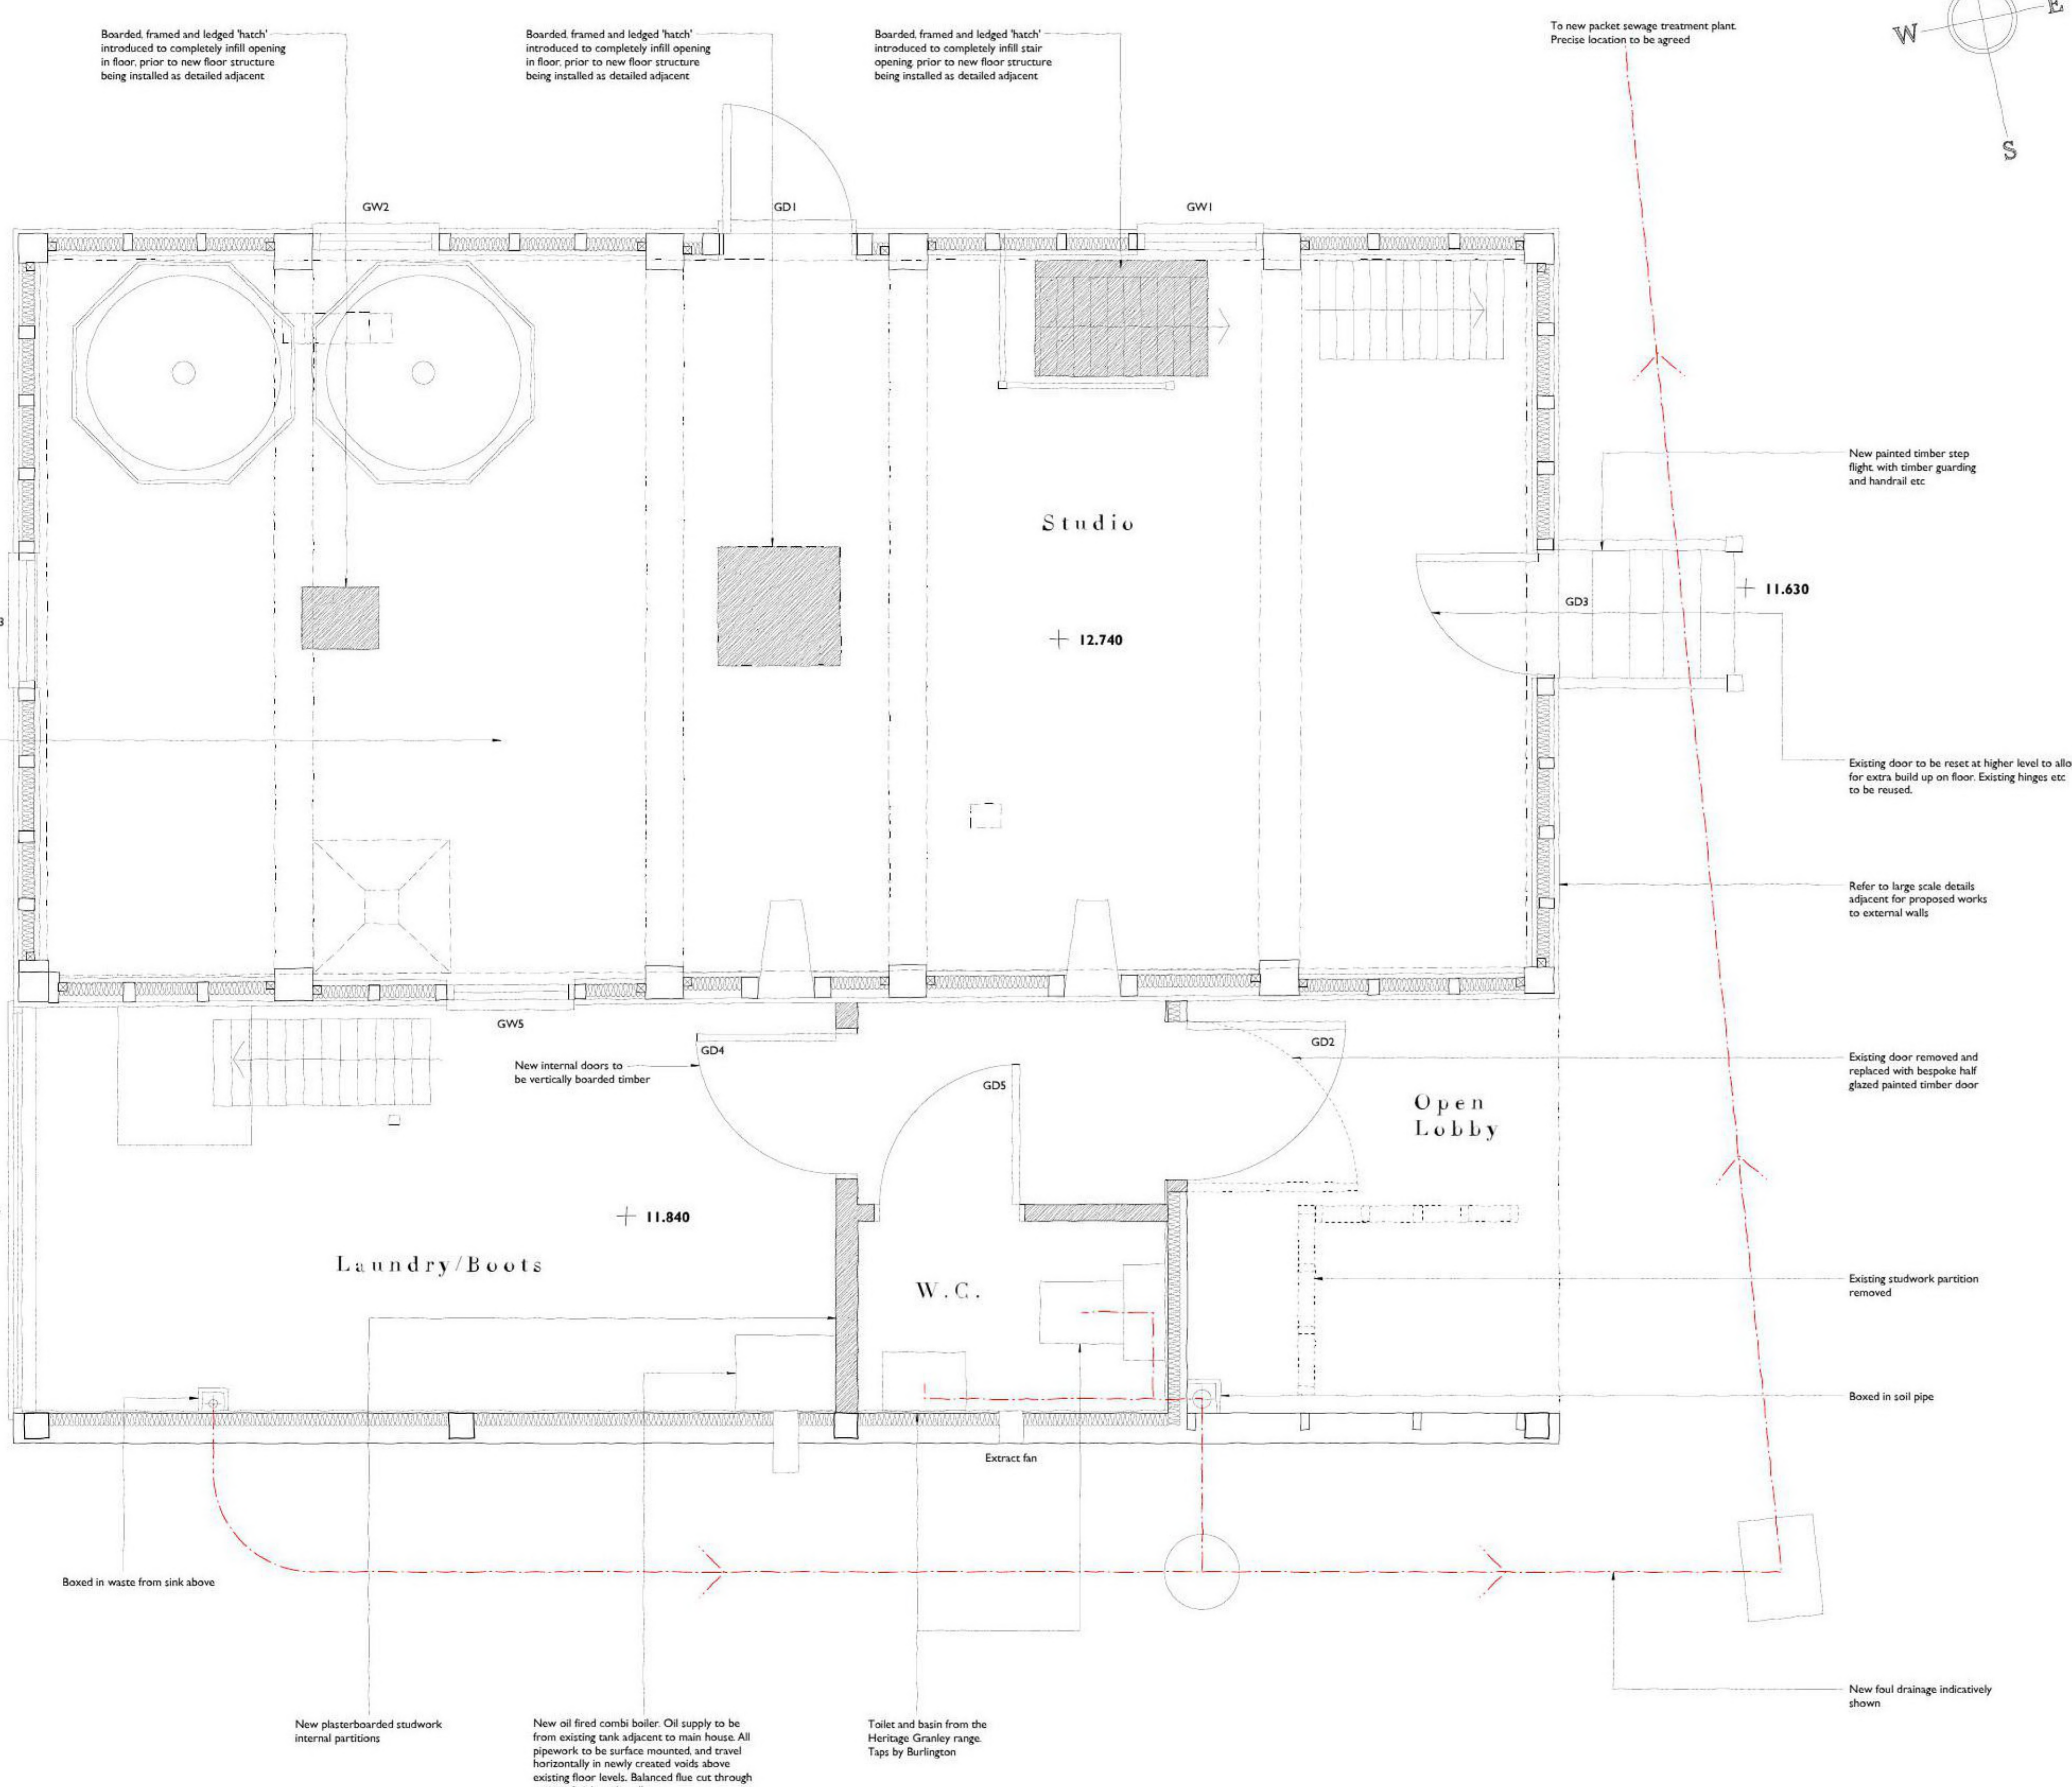 Boarded, framed and ledged 'hatch'
introduced to completely infill opening
in floor, prior to new floor structure
being installed as detailed adjacent
Boarded, framed and ledged 'hatch'
introduced to completely infill opening
in floor, prior to new floor structure
being installed as detailed adjacent
Boarded, framed and ledged 'hatch'
introduced to completely infill stair
opening, prior to new floor structure
being installed as detailed adjacent
To new packet sewage treatment plant.
Precise location to be agreed
W
E
S
GW2
GD1
GW1
New painted timber step
flight, with timber guarding
and handrail etc
Studio
GD3
11.630
3
12.740
Existing door to be reset at higher level to allo
for extra build up on floor. Existing hinges etc
to be reused.
Refer to large scale details
adjacent for proposed works
to external walls
GW5
GD4
New internal doors to
be vertically boarded timber
GD5
GD2
Existing door removed and
replaced with bespoke half
glazed painted timber door
Open
Lobby
11.840
Laundry/Boots
W.C.
Existing studwork partition
removed
Boxed in soil pipe
Extract fan
Boxed in waste from sink above
New foul drainage indicatively
shown
New plasterboarded studwork
internal partitions
New oil fired combi boiler. Oil supply to be
from existing tank adjacent to main house. All
pipework to be surface mounted, and travel
horizontally in newly created voids above
existing floor levels. Balanced flue cut through
Toilet and basin from the
Heritage Granley range.
Taps by Burlington